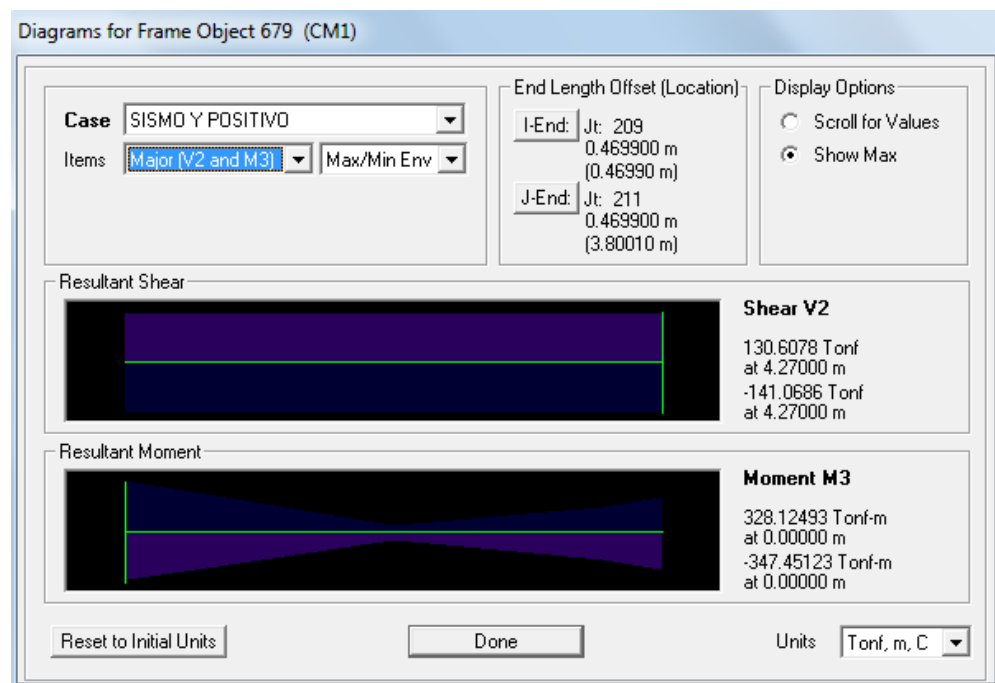 Diagrams for Frame Object 679 (CM1)
Case SISMO Y POSITIVO
Items Major (V2 and M3) Max/Min Env
End Length Offset (Location)
I-End: Jt: 209
0.469900 m
(0.46990 m)
J-End: Jt: 211
0.469900 m
(3.80010 m)
Display Options
Scroll for Values
Show Max
Resultant Shear
Shear V2
130.6078 Tonf
at 4.27000 m
-141.0686 Tonf
at 4.27000 m
Resultant Moment
Moment M3
328.12493 Tonf-m
at 0.00000 m
-347.45123 Tonf-m
at 0.00000 m
Reset to Initial Units Done Units Tonf, m, C